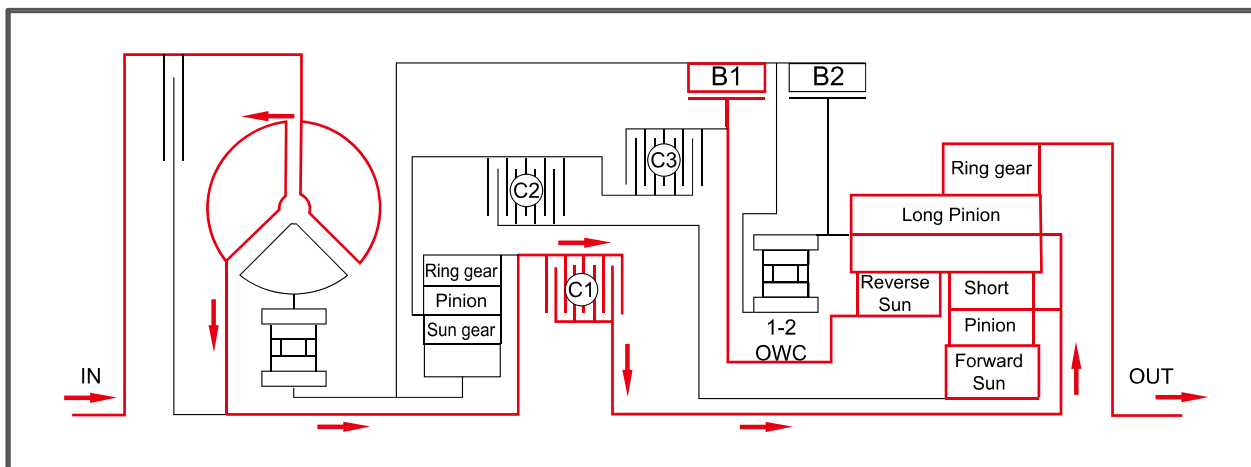 B1
B2
C3
C2
Ring gear
Long Pinion
Ring gear
Pinion
Sun gear
C1
Reverse
Sun
Short
Pinion
1-2
OWC
Forward
Sun
IN
OUT